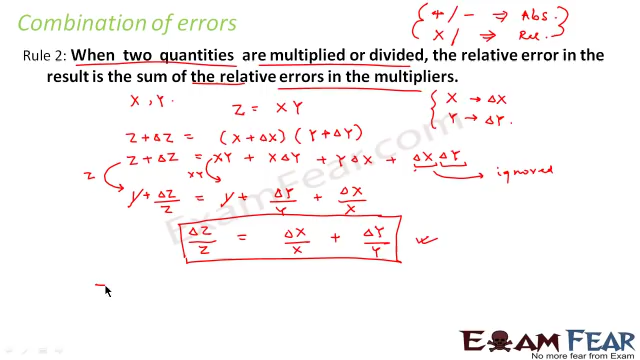 Combination of errors
+ / - ⇒ Abs.
X / ⇒ Rel.
Rule 2: When two quantities are multiplied or divided, the relative error in the
result is the sum of the relative errors in the multipliers.
X, Y.
Z = XY
X → ΔX
Y → ΔY.
Z + ΔZ = (X + ΔX) (Y + ΔY)
Z + ΔZ = XY + XΔY + YΔX + ΔXΔY → ignored
Z
XY
1 + ΔZ/Z = 1 + ΔY/Y + ΔX/X
ΔZ/Z = ΔX/X + ΔY/Y
ExamFear.com
EXAM FEAR
No more fear from Exam